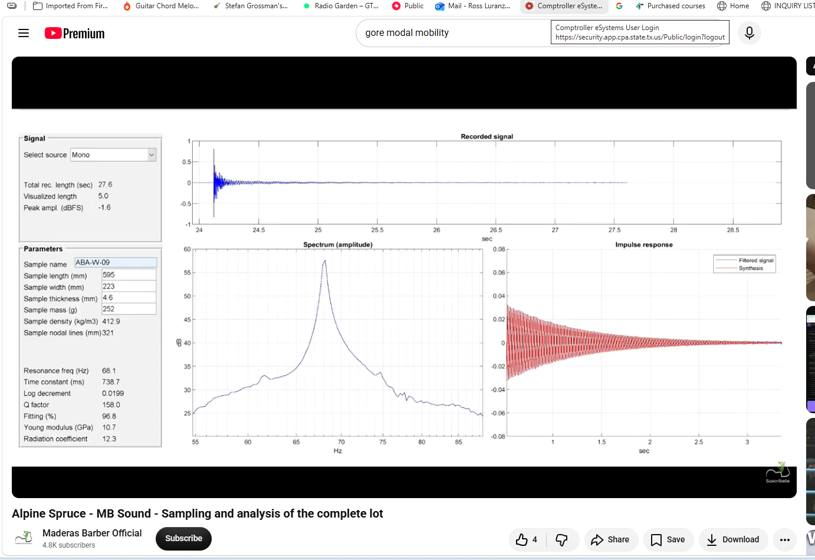 Imported From Fir...
Guitar Chord Melo...
Stefan Grossman's...
Radio Garden – GT...
Public
Mail - Ross Luranz...
Comptroller eSyste...
Purchased courses
Home
INQUIRY LIST
Premium
gore modal mobility
Comptroller eSystems User Login
https://security.app.cpa.state.tx.us/Public/login?logout
Signal
Select source Mono
Total rec. length (sec) 27.6
Visualized length 5.0
Peak ampl. (dBFS) -1.6
Recorded signal
1
0.5
0
-0.5
-1
24 24.5 25 25.5 26 26.5 27 27.5 28 28.5
sec
Parameters
Sample name ABA-W-09
Sample length (mm) 595
Sample width (mm) 223
Sample thickness (mm) 4.6
Sample mass (g) 252
Sample density (kg/m3) 412.9
Sample nodal lines (mm) 321
Resonance freq (Hz) 68.1
Time constant (ms) 738.7
Log decrement 0.0199
Q factor 158.0
Fitting (%) 96.8
Young modulus (GPa) 10.7
Radiation coefficient 12.3
Spectrum (amplitude)
60
55
50
45
40
35
30
25
dB
55 60 65 70 75 80 85
Hz
Impulse response
Filtered signal
Synthesis
0.08
0.06
0.04
0.02
0
-0.02
-0.04
-0.06
-0.08
1 1.5 2 2.5 3
sec
Suscríbete
Alpine Spruce - MB Sound - Sampling and analysis of the complete lot
Maderas Barber Official
4.8K subscribers
Subscribe
4
Share
Save
Download